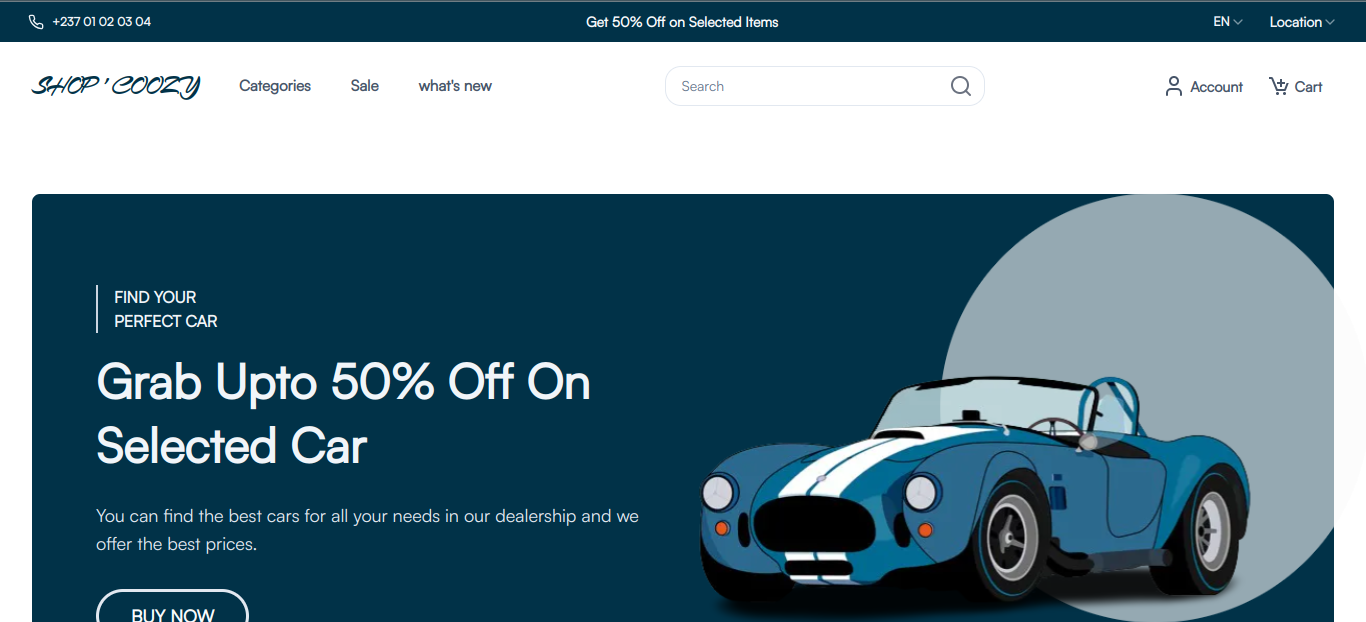 +237 01 02 03 04
Get 50% Off on Selected Items
EN
Location
SHOP'COOZY
Categories
Sale
what's new
Search
Account
Cart
FIND YOUR
PERFECT CAR
Grab Upto 50% Off On
Selected Car
You can find the best cars for all your needs in our dealership and we
offer the best prices.
BUY NOW